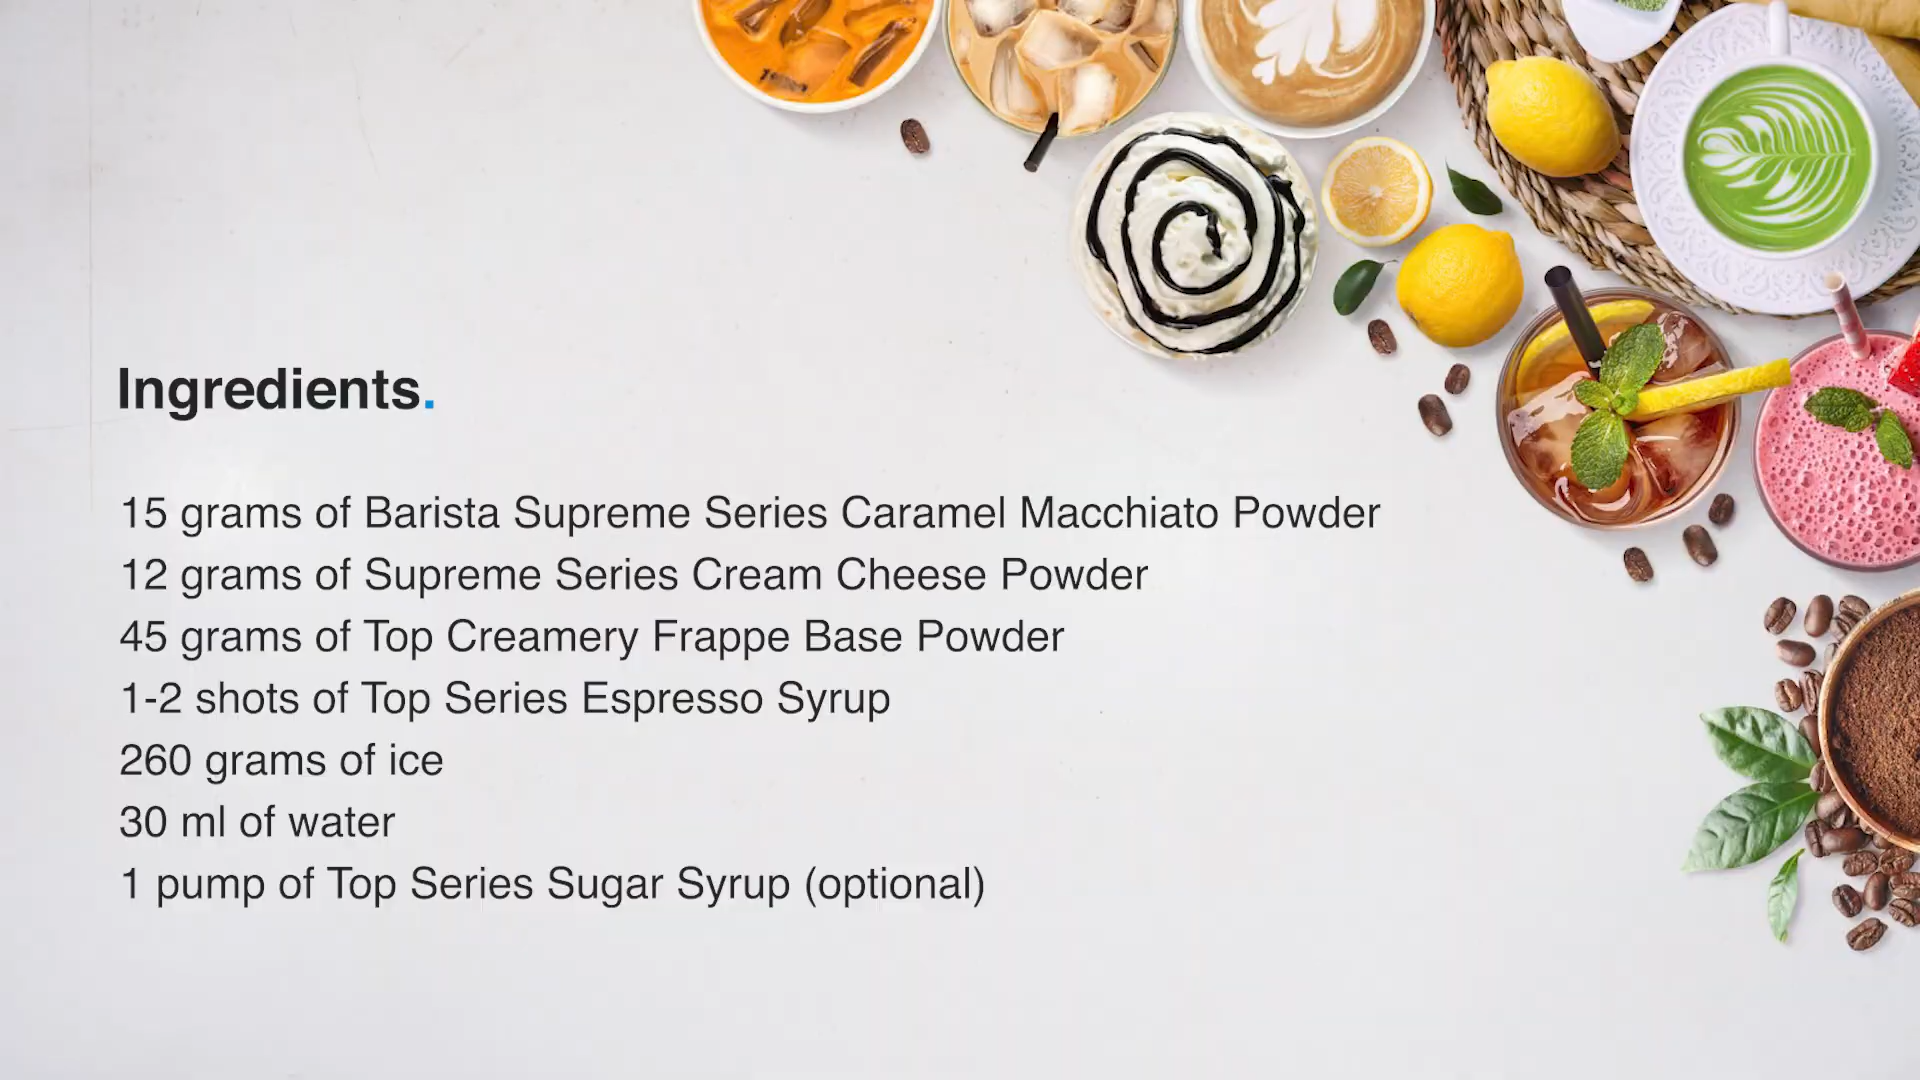 Ingredients.
15 grams of Barista Supreme Series Caramel Macchiato Powder
12 grams of Supreme Series Cream Cheese Powder
45 grams of Top Creamery Frappe Base Powder
1-2 shots of Top Series Espresso Syrup
260 grams of ice
30 ml of water
1 pump of Top Series Sugar Syrup (optional)